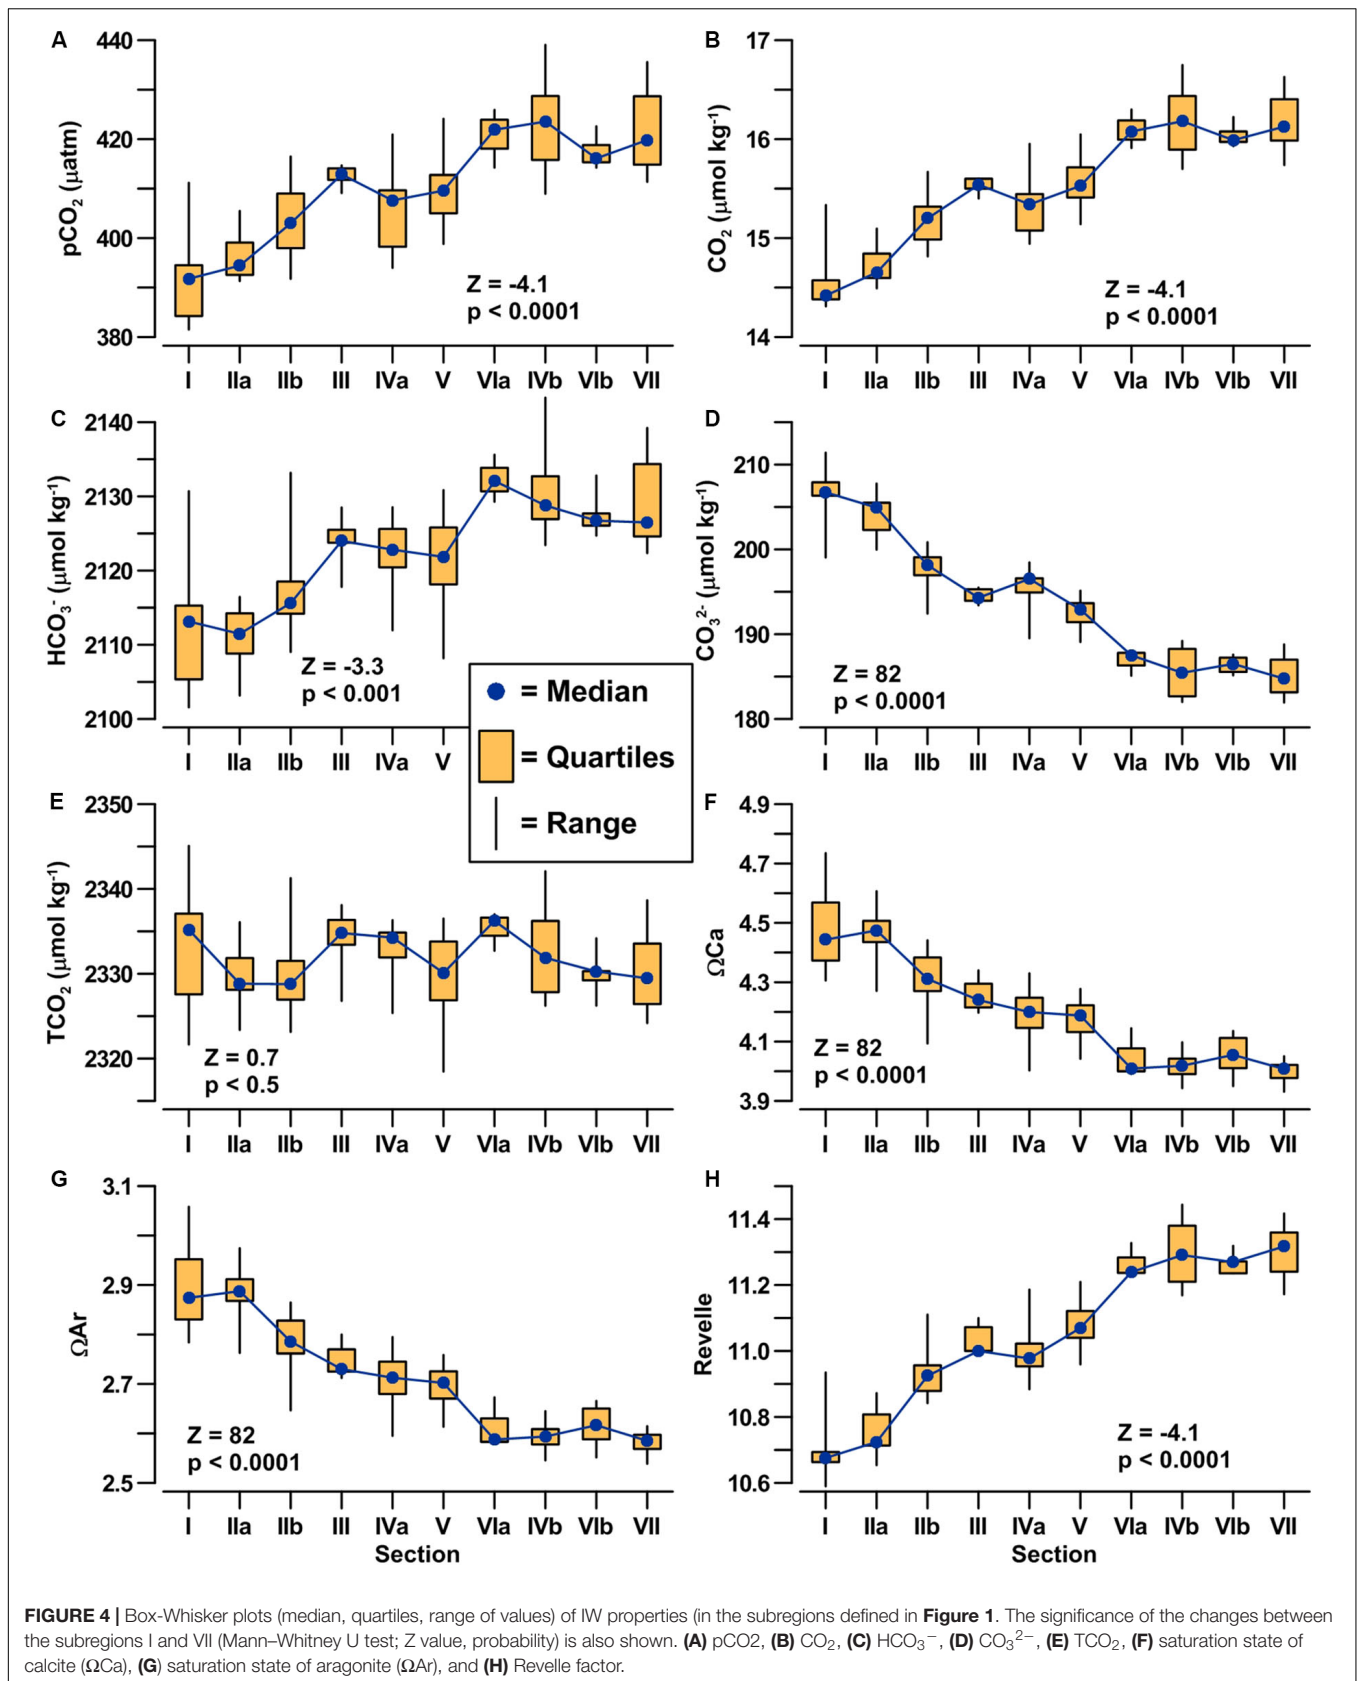 A
440
420
400
380
pCO2 (µatm)
Z = -4.1
p < 0.0001
I IIa IIb III IVa V VIa IVb VIb VII
B
17
16
15
14
CO2 (µmol kg-1)
Z = -4.1
p < 0.0001
I IIa IIb III IVa V VIa IVb VIb VII
C
2140
2130
2120
2110
2100
HCO3- (µmol kg-1)
Z = -3.3
p < 0.001
I IIa IIb III IVa V
= Median
= Quartiles
= Range
D
210
200
190
180
CO32- (µmol kg-1)
Z = 82
p < 0.0001
I IIa IIb III IVa V VIa IVb VIb VII
E
2350
2340
2330
2320
TCO2 (µmol kg-1)
Z = 0.7
p < 0.5
I IIa IIb III IVa V VIa IVb VIb VII
F
4.9
4.7
4.5
4.3
4.1
3.9
ΩCa
Z = 82
p < 0.0001
I IIa IIb III IVa V VIa IVb VIb VII
G
3.1
2.9
2.7
2.5
ΩAr
Z = 82
p < 0.0001
I IIa IIb III IVa V VIa IVb VIb VII
Section
H
11.4
11.2
11.0
10.8
10.6
Revelle
Z = -4.1
p < 0.0001
I IIa IIb III IVa V VIa IVb VIb VII
Section
FIGURE 4 | Box-Whisker plots (median, quartiles, range of values) of IW properties (in the subregions defined in Figure 1. The significance of the changes between
the subregions I and VII (Mann–Whitney U test; Z value, probability) is also shown. (A) pCO2, (B) CO2, (C) HCO3−, (D) CO32−, (E) TCO2, (F) saturation state of
calcite (ΩCa), (G) saturation state of aragonite (ΩAr), and (H) Revelle factor.